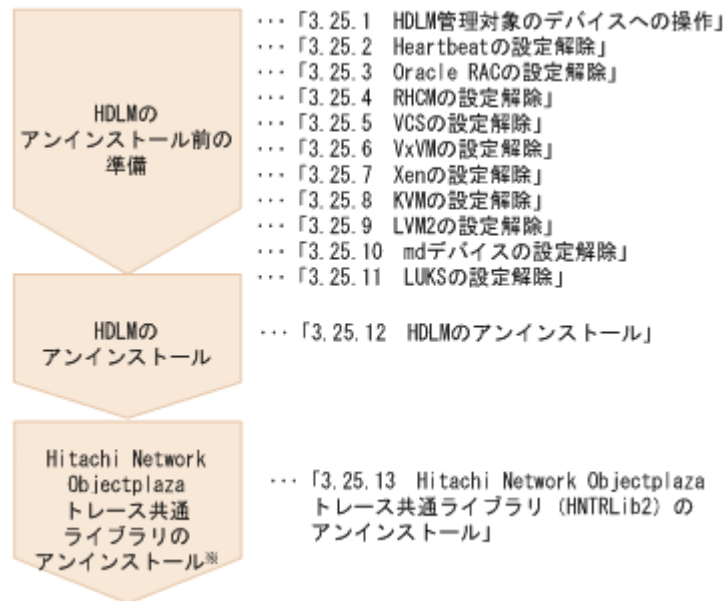 HDLMの
アンインストール前の
準備
･･･「3.25.1 HDLM管理対象のデバイスへの操作」
･･･「3.25.2 Heartbeatの設定解除」
･･･「3.25.3 Oracle RACの設定解除」
･･･「3.25.4 RHCMの設定解除」
･･･「3.25.5 VCSの設定解除」
･･･「3.25.6 VxVMの設定解除」
･･･「3.25.7 Xenの設定解除」
･･･「3.25.8 KVMの設定解除」
･･･「3.25.9 LVM2の設定解除」
･･･「3.25.10 mdデバイスの設定解除」
･･･「3.25.11 LUKSの設定解除」
HDLMの
アンインストール
･･･「3.25.12 HDLMのアンインストール」
Hitachi Network
Objectplaza
トレース共通
ライブラリの
アンインストール※
･･･「3.25.13 Hitachi Network Objectplaza
トレース共通ライブラリ (HNTRLib2) の
アンインストール」